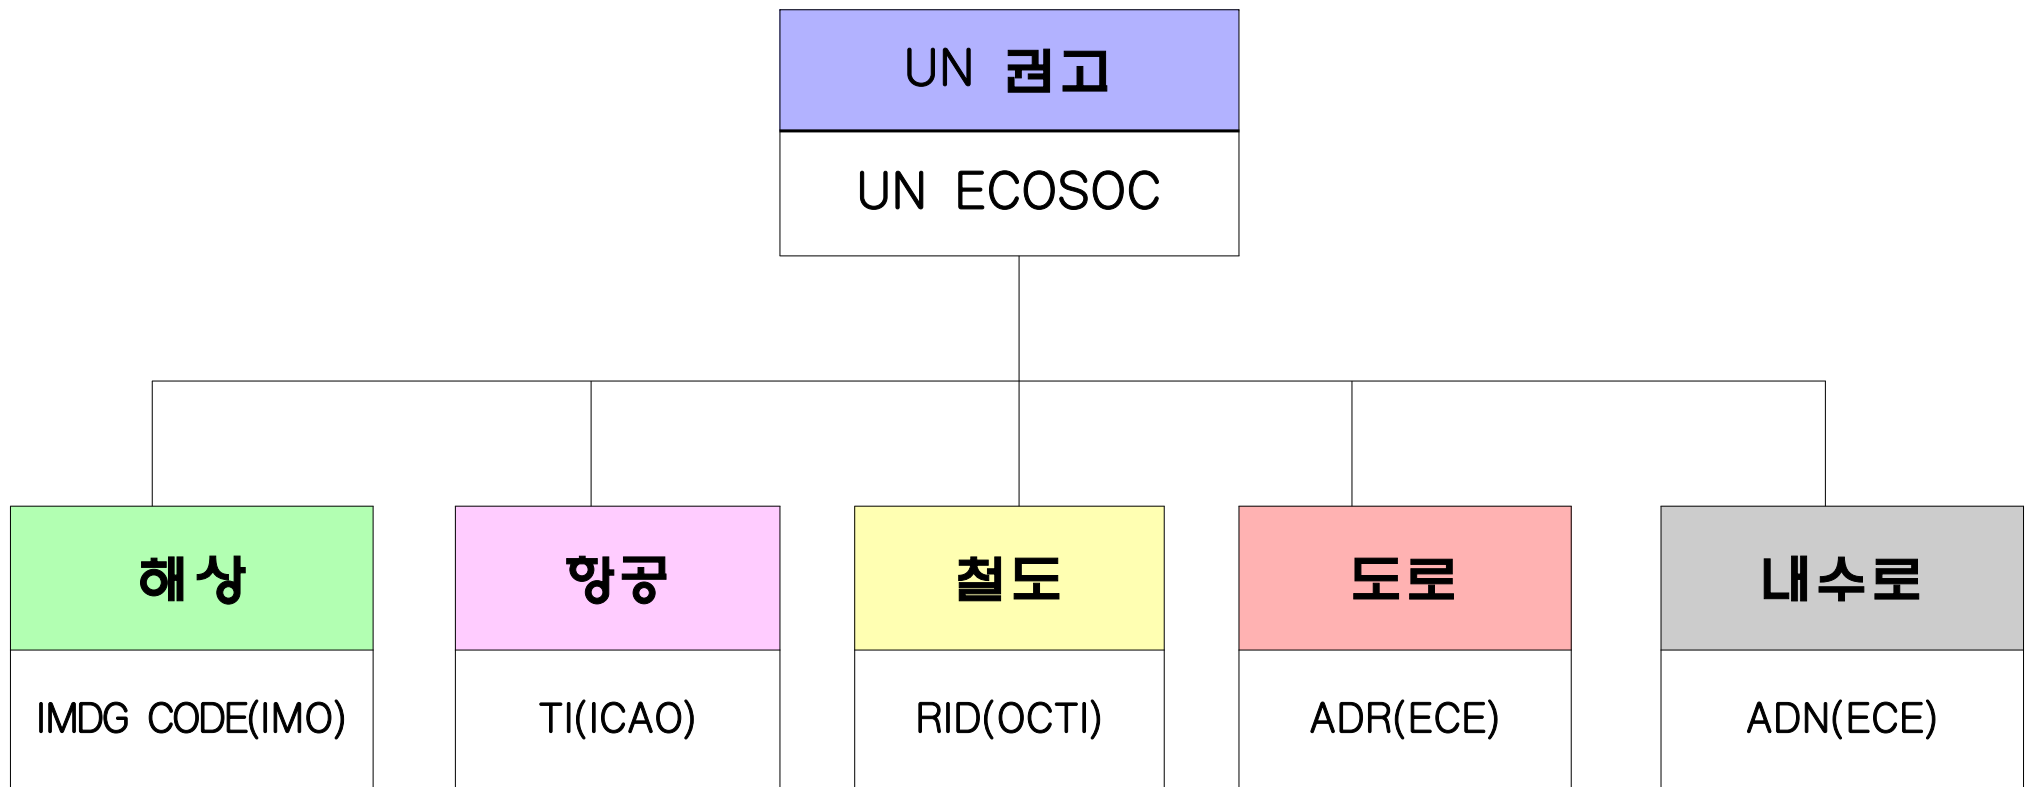 UN 권고
UN ECOSOC
해상
항공
철도
도로
내수로
IMDG CODE(IMO)
TI(ICAO)
RID(OCTI)
ADR(ECE)
ADN(ECE)